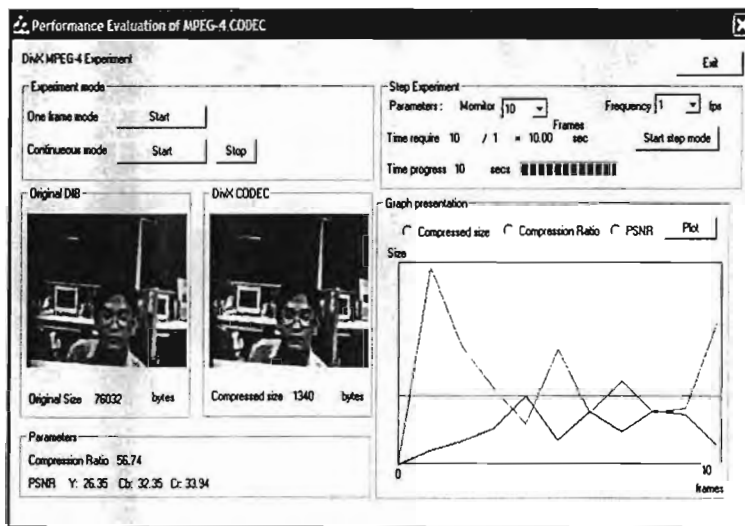 Performance Evaluation of MPEG-4 CODEC
DivX MPEG-4 Experiment
Exit
Experiment mode
One frame mode Start
Continueous mode Start Stop
Step Experiment
Parameters : Monitor 10 Frequency 1 fps
Frames
Time require 10 / 1 = 10.00 sec Start step mode
Time progress 10 secs
Original DIB
Original Size 76032 bytes
DivX CODEC
Compressed size 1340 bytes
Parameters
Compression Ratio 56.74
PSNR Y: 26.35 Cb: 32.35 Cr: 33.94
Graph presentation
Compressed size Compression Ratio PSNR Plot
Size
0 10
frames